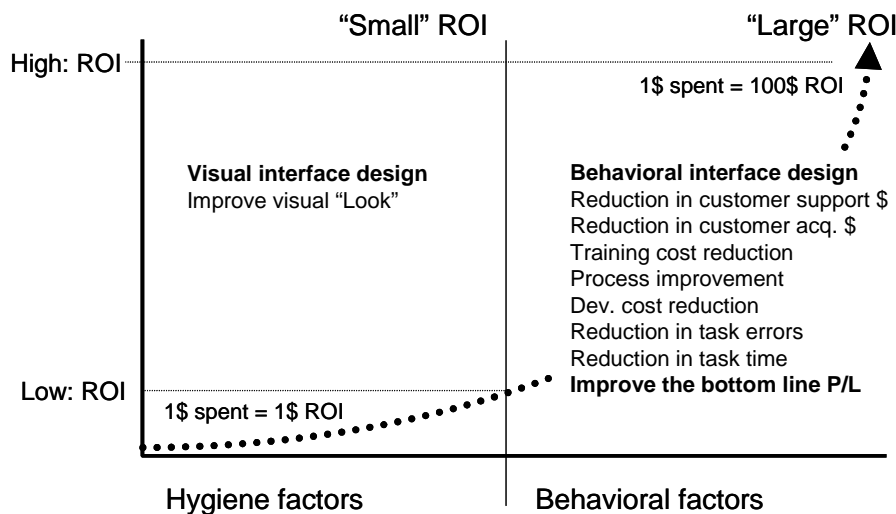 “Small” ROI
“Large” ROI
High: ROI
1$ spent = 100$ ROI
Visual interface design
Improve visual “Look”
Behavioral interface design
Reduction in customer support $
Reduction in customer acq. $
Training cost reduction
Process improvement
Dev. cost reduction
Reduction in task errors
Reduction in task time
Improve the bottom line P/L
Low: ROI
1$ spent = 1$ ROI
Hygiene factors
Behavioral factors